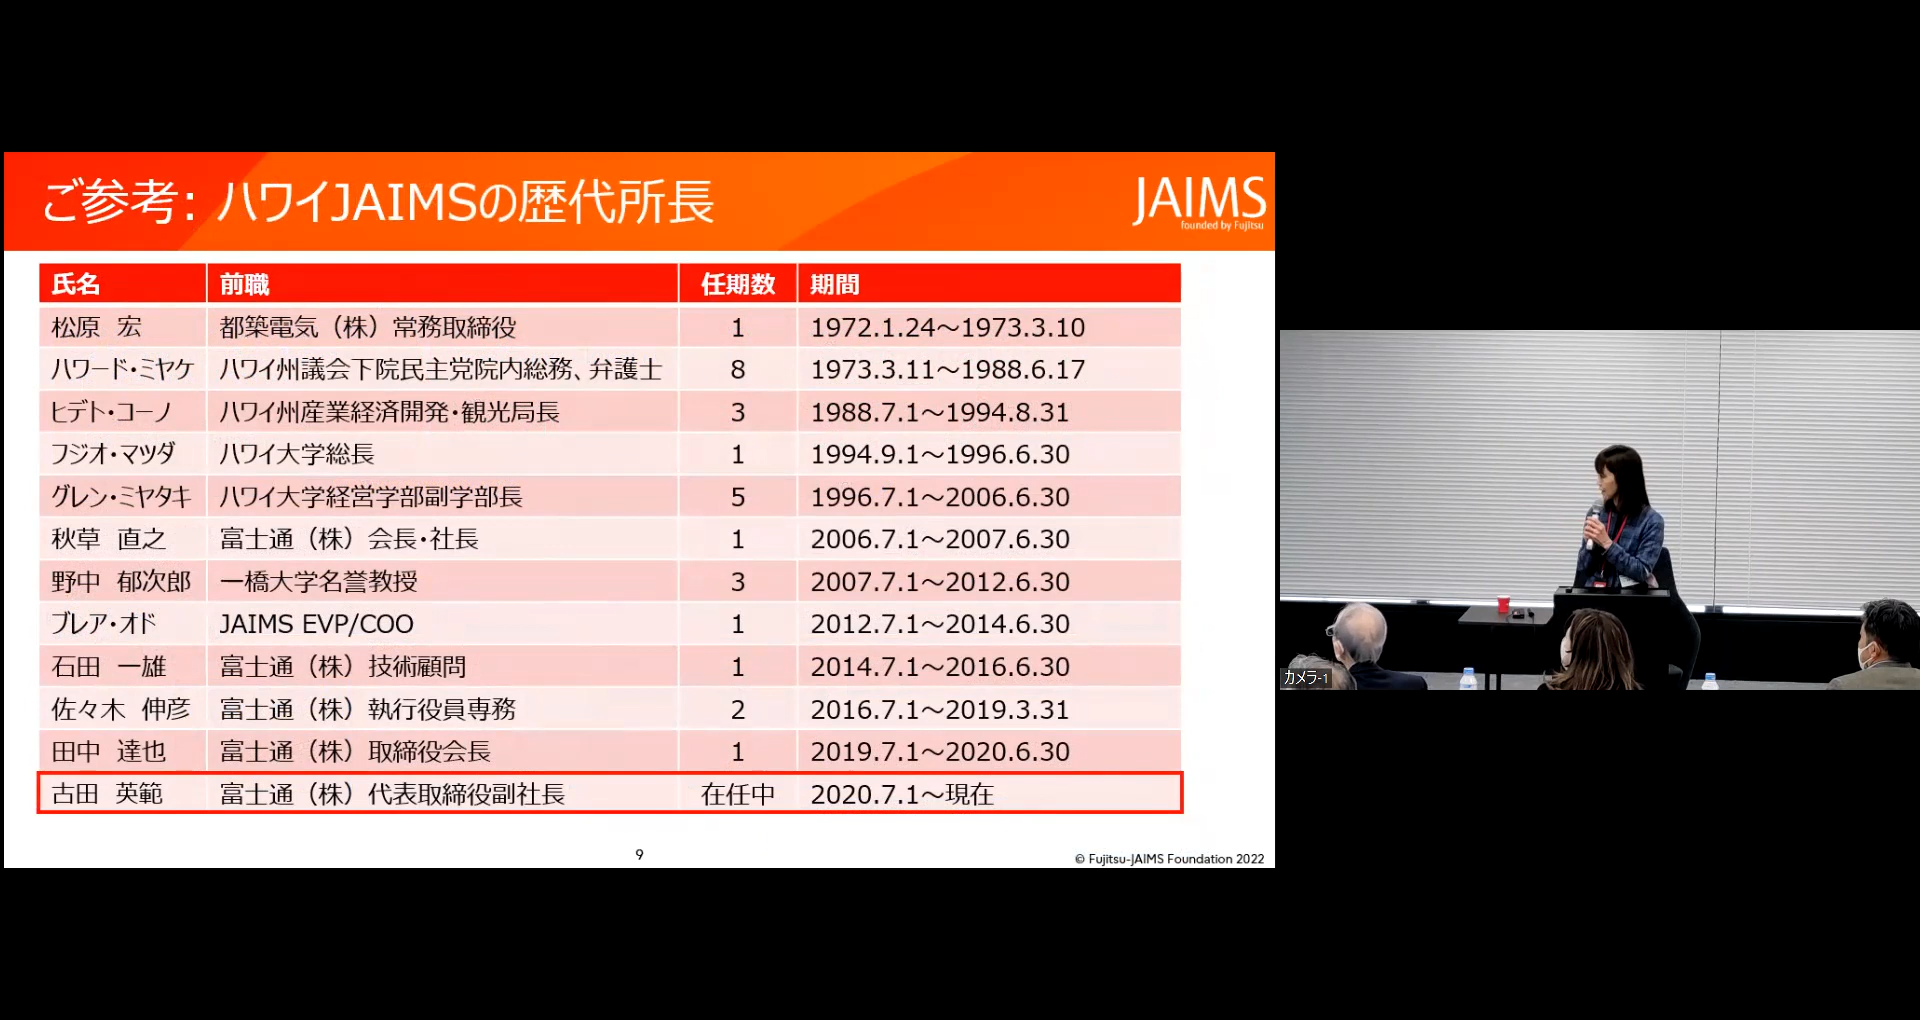 ご参考: ハワイJAIMSの歴代所長
JAIMS
founded by Fujitsu
氏名 前職 任期数 期間
松原 宏 都築電気（株）常務取締役 1 1972.1.24～1973.3.10
ハワード・ミヤケ ハワイ州議会下院民主党院内総務、弁護士 8 1973.3.11～1988.6.17
ヒデト・コーノ ハワイ州産業経済開発・観光局長 3 1988.7.1～1994.8.31
フジオ・マツダ ハワイ大学総長 1 1994.9.1～1996.6.30
グレン・ミヤタキ ハワイ大学経営学部副学部長 5 1996.7.1～2006.6.30
秋草 直之 富士通（株）会長・社長 1 2006.7.1～2007.6.30
野中 郁次郎 一橋大学名誉教授 3 2007.7.1～2012.6.30
ブレア・オド JAIMS EVP/COO 1 2012.7.1～2014.6.30
石田 一雄 富士通（株）技術顧問 1 2014.7.1～2016.6.30
佐々木 伸彦 富士通（株）執行役員専務 2 2016.7.1～2019.3.31
田中 達也 富士通（株）取締役会長 1 2019.7.1～2020.6.30
古田 英範 富士通（株）代表取締役副社長 在任中 2020.7.1～現在
9
© Fujitsu-JAIMS Foundation 2022
カメラ-1